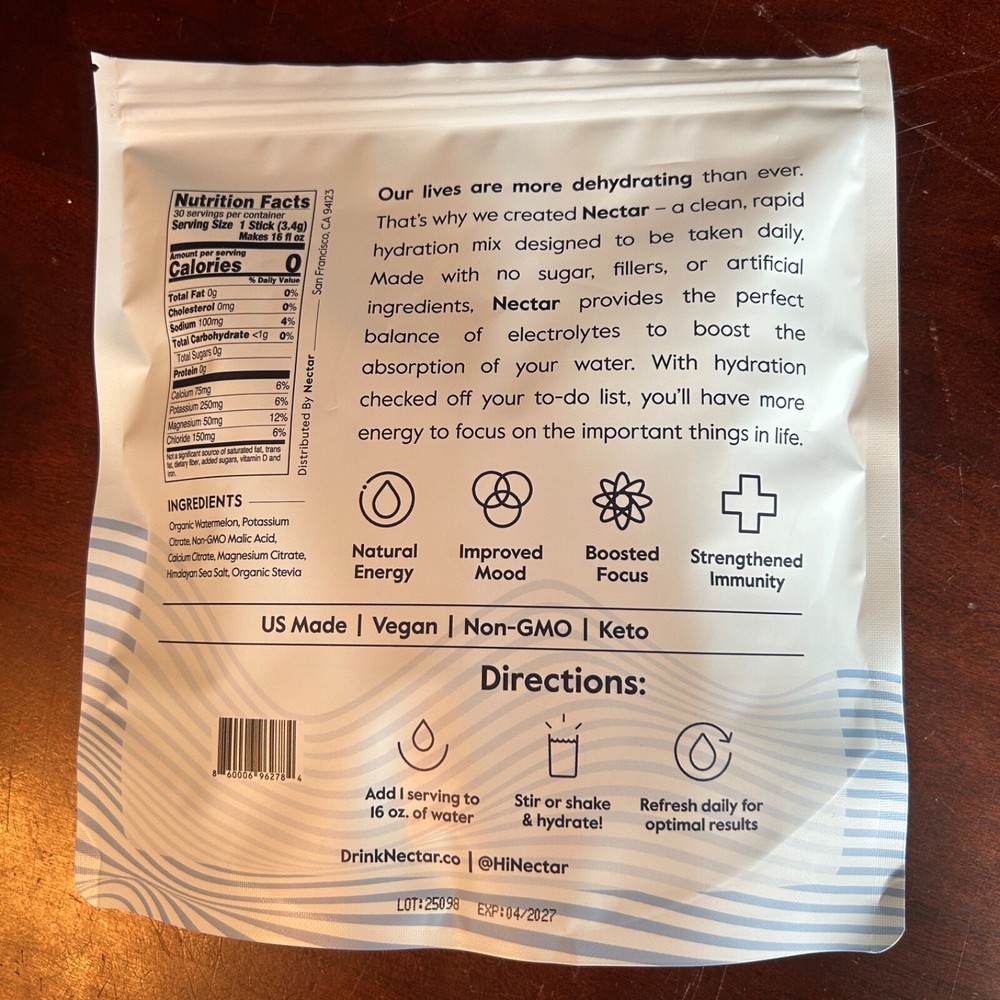 Nutrition Facts
30 servings per container
Serving Size 1 Stick (3.4g)
Makes 16 fl oz
Amount per serving
Calories 0
% Daily Value
Total Fat 0g 0%
Cholesterol 0mg 0%
Sodium 100mg 4%
Total Carbohydrate <1g 0%
Total Sugars 0g
Protein 0g
Calcium 75mg 6%
Potassium 250mg 6%
Magnesium 50mg 12%
Chloride 150mg 6%
Not a significant source of saturated fat, trans
fat, dietary fiber, added sugars, vitamin D and
iron.
Distributed By Nectar San Francisco, CA 94123
INGREDIENTS
Organic Watermelon, Potassium
Citrate, Non-GMO Malic Acid,
Calcium Citrate, Magnesium Citrate,
Himalayan Sea Salt, Organic Stevia
Our lives are more dehydrating than ever.
That's why we created Nectar – a clean, rapid
hydration mix designed to be taken daily.
Made with no sugar, fillers, or artificial
ingredients, Nectar provides the perfect
balance of electrolytes to boost the
absorption of your water. With hydration
checked off your to-do list, you'll have more
energy to focus on the important things in life.
Natural
Energy
Improved
Mood
Boosted
Focus
Strengthened
Immunity
US Made | Vegan | Non-GMO | Keto
Directions:
8 60006 96278 4
Add 1 serving to
16 oz. of water
Stir or shake
& hydrate!
Refresh daily for
optimal results
DrinkNectar.co | @HiNectar
LOT:25098 EXP:04/2027